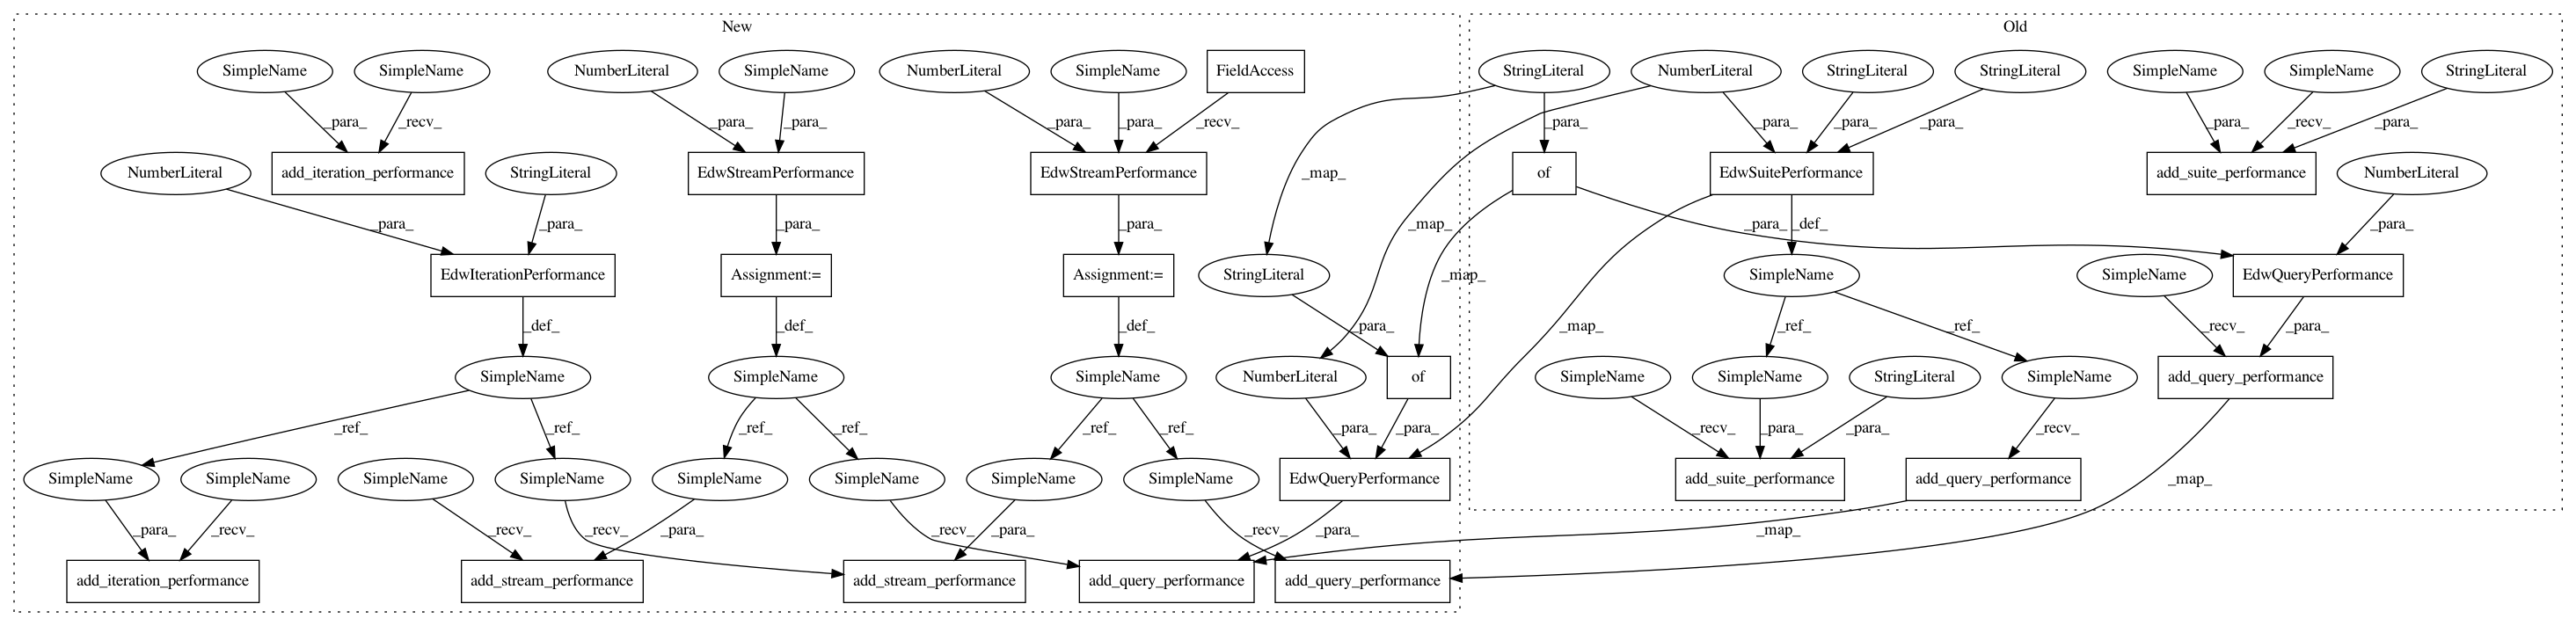 New
Old
SimpleName
SimpleName
NumberLiteral
SimpleName
NumberLiteral
SimpleName
FieldAccess
StringLiteral
NumberLiteral
StringLiteral
StringLiteral
SimpleName
SimpleName
StringLiteral
_para_
_recv_
_para_
_para_
_para_
_para_
_recv_
_para_
_para_
_para_
_para_
_para_
_recv_
_para_
NumberLiteral
add_iteration_performance
StringLiteral
EdwStreamPerformance
EdwStreamPerformance
_map_
of
EdwSuitePerformance
add_suite_performance
NumberLiteral
_para_
_para_
_para_
_para_
_map_
_para_
_def_
_para_
EdwIterationPerformance
Assignment:=
Assignment:=
StringLiteral
_map_
SimpleName
SimpleName
EdwQueryPerformance
_def_
_def_
_def_
_para_
_map_
_ref_
_ref_
_recv_
_para_
SimpleName
SimpleName
SimpleName
NumberLiteral
of
SimpleName
SimpleName
StringLiteral
SimpleName
add_query_performance
_ref_
_ref_
_ref_
_ref_
_ref_
_ref_
_para_
_para_
_recv_
_para_
_para_
_recv_
SimpleName
SimpleName
SimpleName
SimpleName
SimpleName
SimpleName
SimpleName
SimpleName
EdwQueryPerformance
add_suite_performance
add_query_performance
_map_
_para_
_recv_
_recv_
_recv_
_para_
_recv_
_para_
_recv_
_para_
_map_
add_iteration_performance
add_stream_performance
add_stream_performance
add_query_performance
add_query_performance